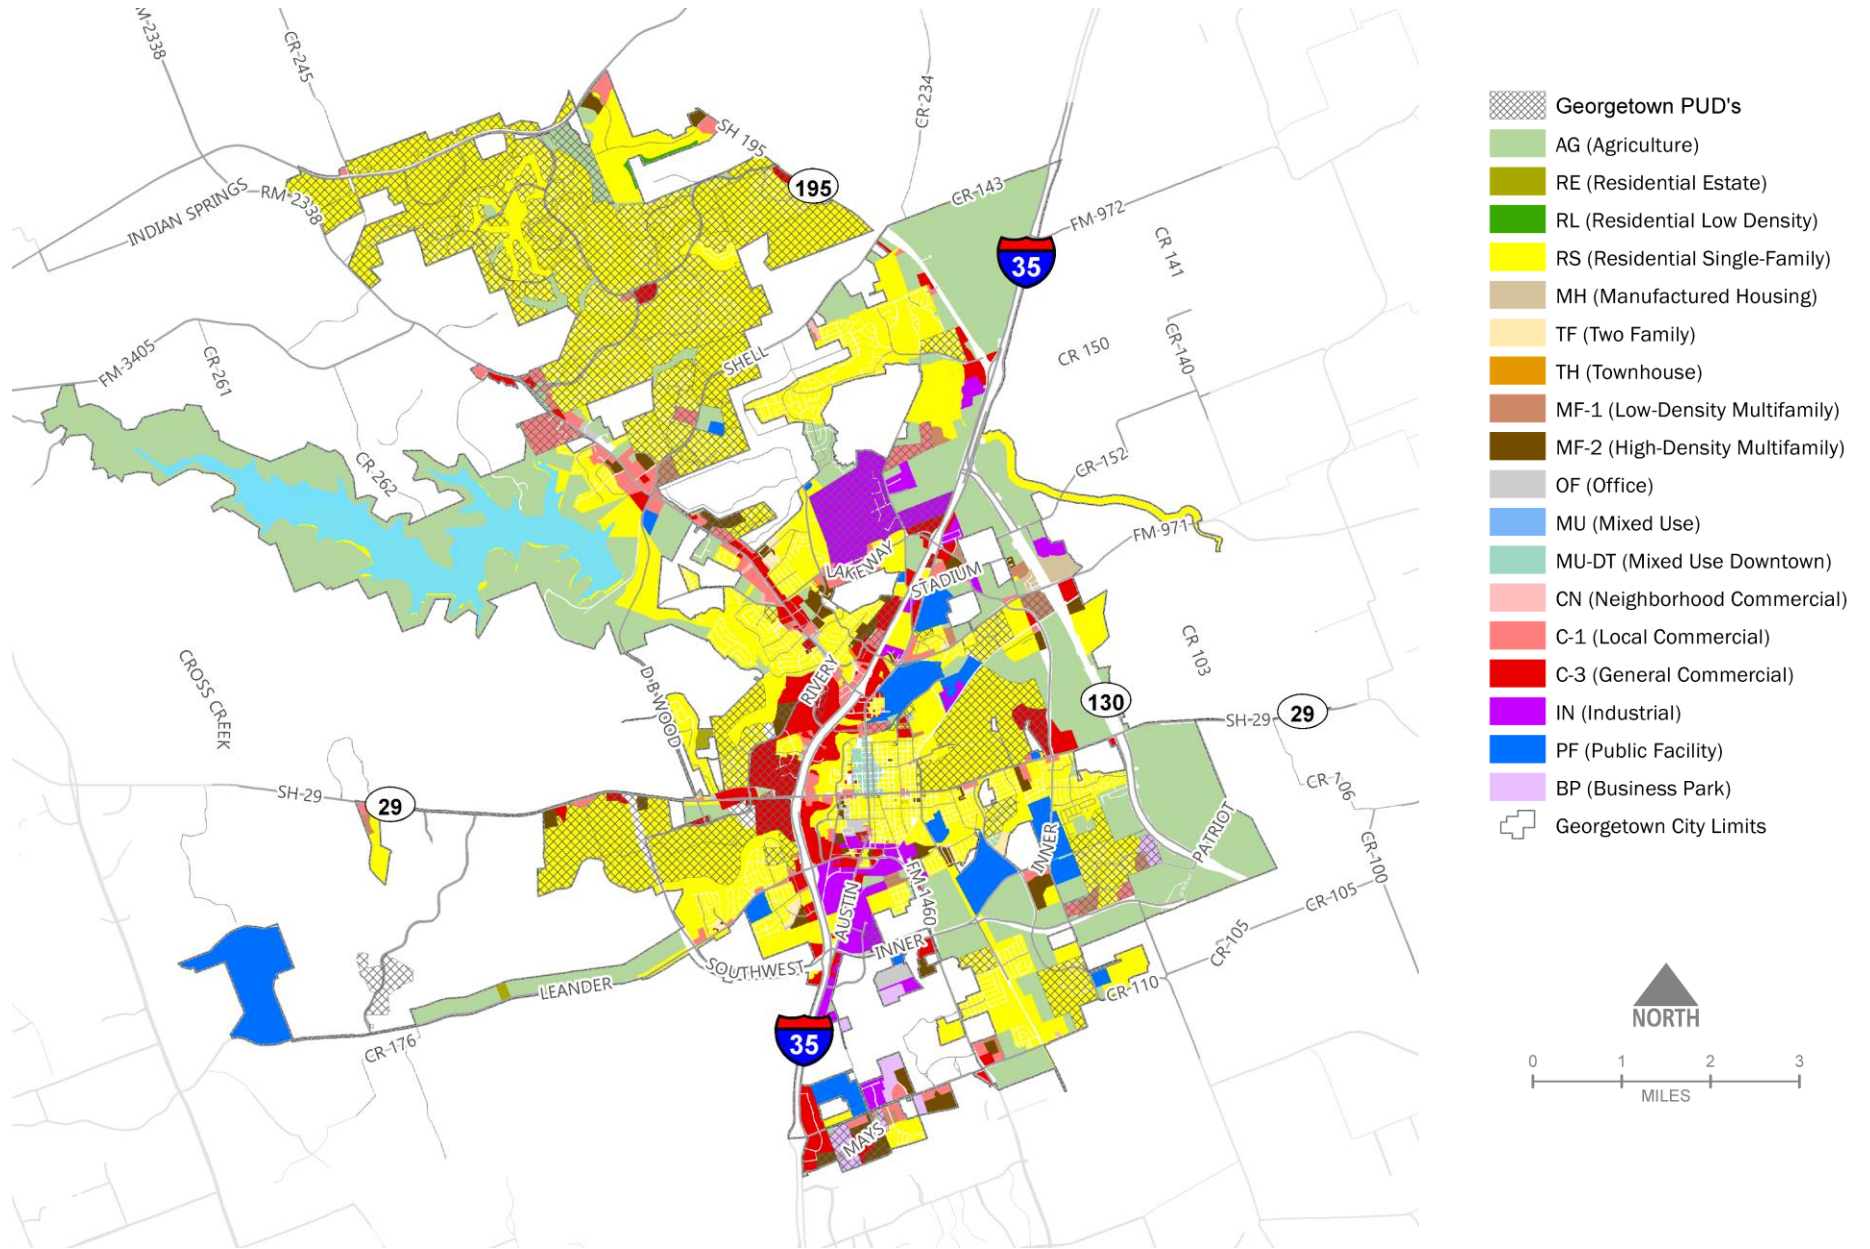 RM-2338
CR-245
CR-234
SH 195
195
CR-143
INDIAN SPRINGS
RM-2338
FM-972
35
CR 141
FM-3405
CR-261
SHELL
CR 150
CR-140
CR-262
CR-152
FM-971
LAKEWAY
STADIUM
CROSS CREEK
D B WOOD
RIVERY
CR 103
130
SH-29
29
SH-29
29
CR-106
PATRIOT
INNER
CR-100
AUSTIN
FM-1460
CR-105
CR-105
INNER
SOUTHWEST
LEANDER
CR-110
35
CR-176
MAYS
Georgetown PUD's
AG (Agriculture)
RE (Residential Estate)
RL (Residential Low Density)
RS (Residential Single-Family)
MH (Manufactured Housing)
TF (Two Family)
TH (Townhouse)
MF-1 (Low-Density Multifamily)
MF-2 (High-Density Multifamily)
OF (Office)
MU (Mixed Use)
MU-DT (Mixed Use Downtown)
CN (Neighborhood Commercial)
C-1 (Local Commercial)
C-3 (General Commercial)
IN (Industrial)
PF (Public Facility)
BP (Business Park)
Georgetown City Limits
NORTH
0 1 2 3
MILES